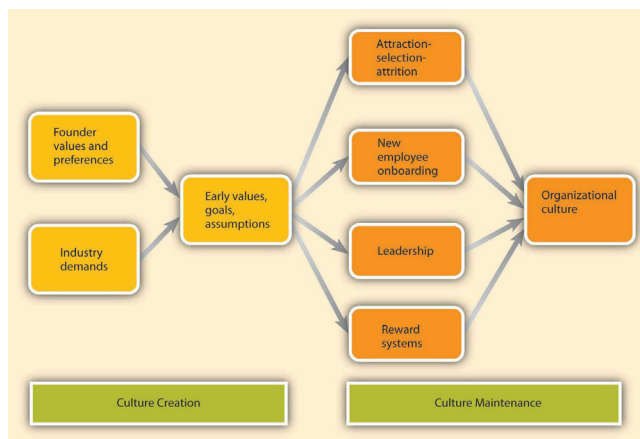 Founder
values and
preferences
Industry
demands
Early values,
goals,
assumptions
Attraction-
selection-
attrition
New
employee
onboarding
Leadership
Reward
systems
Organizational
culture
Culture Creation
Culture Maintenance